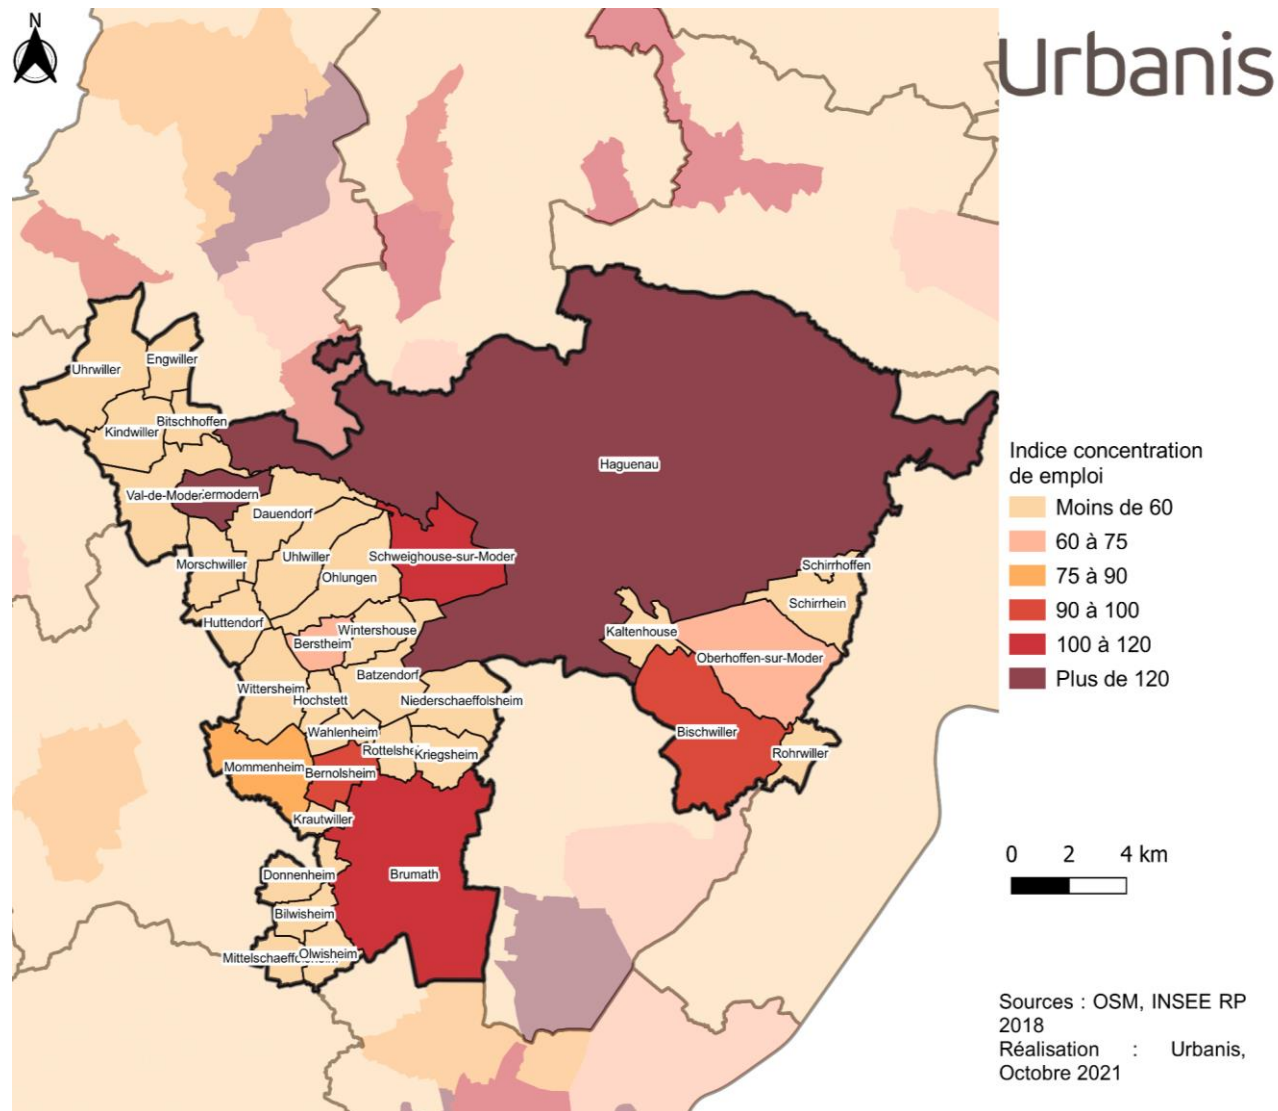 N
Urbanis
Engwiller
Uhrwiller
Bitschhoffen
Kindwiller
Haguenau
Val-de-Moder
ermodern
Dauendorf
Schweighouse-sur-Moder
Uhlwiller
Morschwiller
Ohlungen
Schirrhoffen
Schirrhein
Huttendorf
Wintershouse
Kaltenhouse
Berstheim
Oberhoffen-sur-Moder
Batzendorf
Wittersheim
Hochstett
Niederschaeffolsheim
Wahlenheim
Bischwiller
Rottelshe
Kriegsheim
Rohrwiller
Mommenheim
Bernolsheim
Krautwiller
Donnenheim
Brumath
Bilwisheim
Olwisheim
Mittelschaeffolsheim
Indice concentration
de emploi
Moins de 60
60 à 75
75 à 90
90 à 100
100 à 120
Plus de 120
0 2 4 km
Sources : OSM, INSEE RP
2018
Réalisation : Urbanis,
Octobre 2021